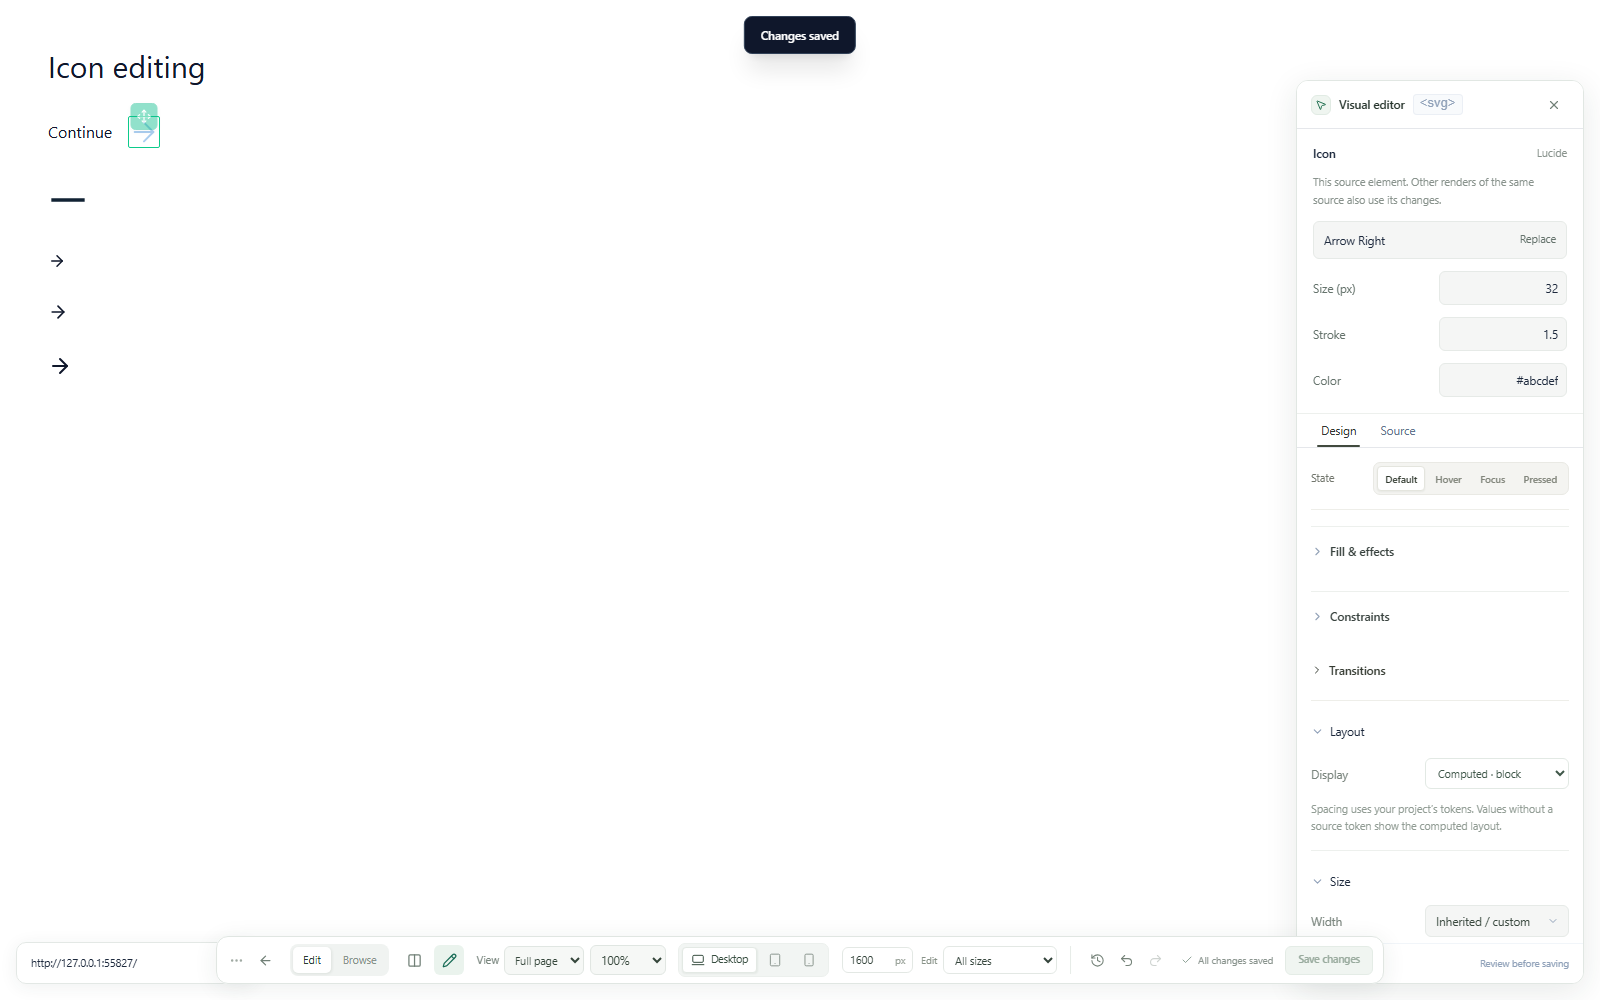 Changes saved
Icon editing
Continue
Visual editor <svg>
Icon Lucide
This source element. Other renders of the same
source also use its changes.
Arrow Right Replace
Size (px) 32
Stroke 1.5
Color #abcdef
Design Source
State Default Hover Focus Pressed
Fill & effects
Constraints
Transitions
Layout
Display Computed · block
Spacing uses your project's tokens. Values without a
source token show the computed layout.
Size
Width Inherited / custom
http://127.0.0.1:55827/ Edit Browse View Full page 100% Desktop 1600 px Edit All sizes All changes saved Save changes Review before saving